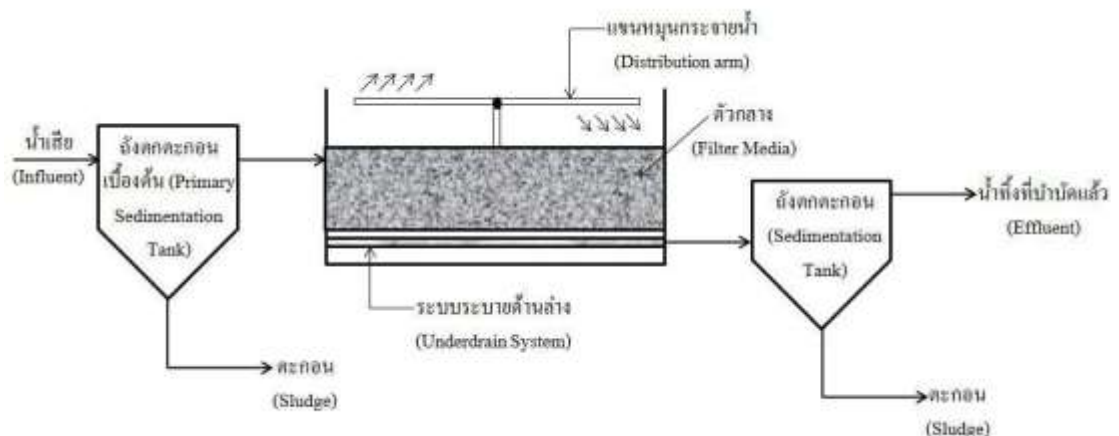 แขนหมุนกระจายน้ำ
(Distribution arm)
ตัวกลาง
(Filter Media)
น้ำเสีย
(Influent)
ถังตกตะกอน
เบื้องต้น (Primary
Sedimentation
Tank)
ถังตกตะกอน
(Sedimentation
Tank)
น้ำทิ้งที่บำบัดแล้ว
(Effluent)
ระบบระบายด้านล่าง
(Underdrain System)
ตะกอน
(Sludge)
ตะกอน
(Sludge)